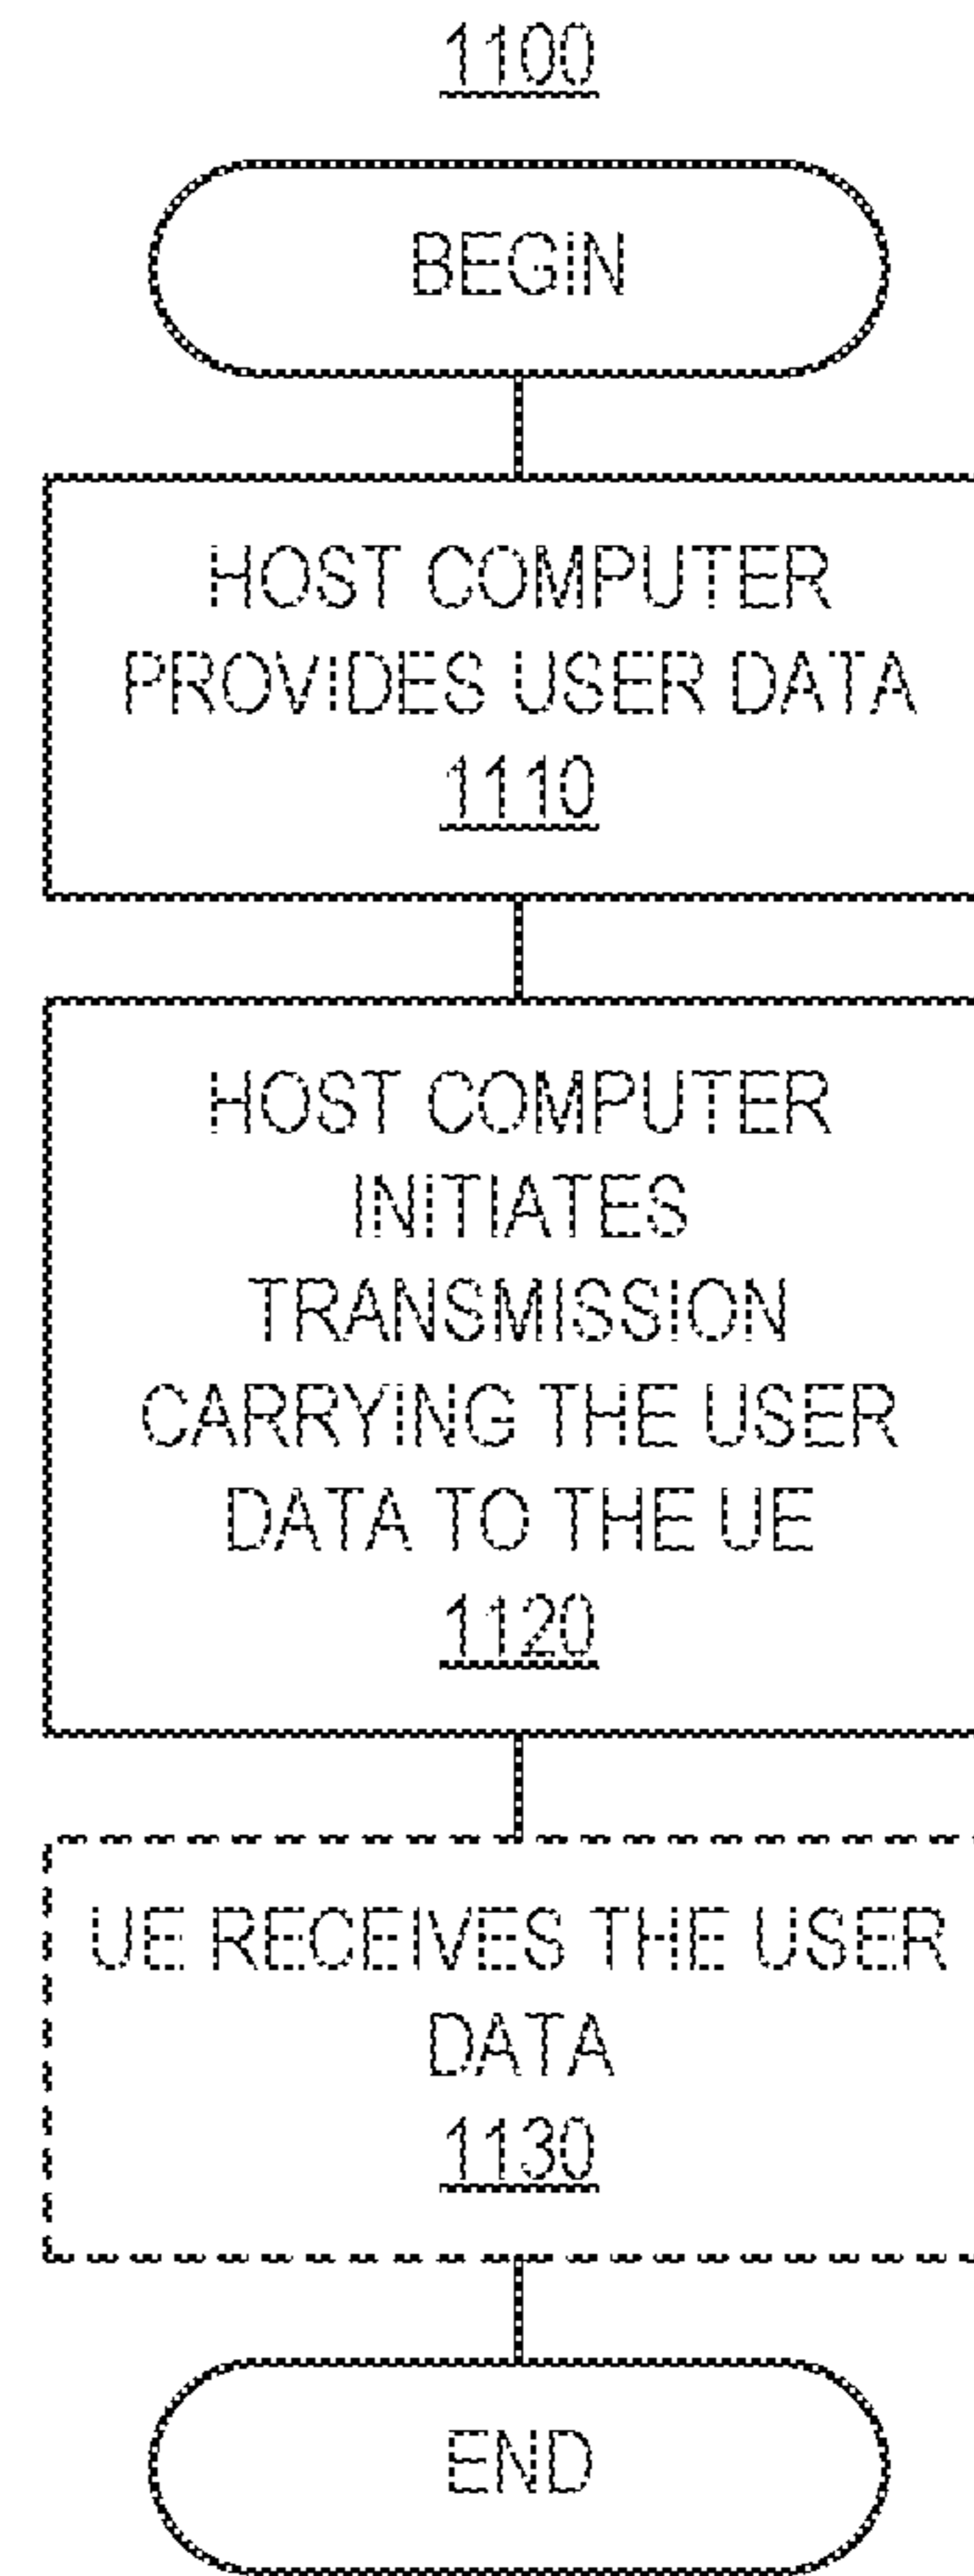 1100
BEGIN
HOST COMPUTER
PROVIDES USER DATA
1110
HOST COMPUTER
INITIATES
TRANSMISSION
CARRYING THE USER
DATA TO THE UE
1120
UE RECEIVES THE USER
DATA
1130
END